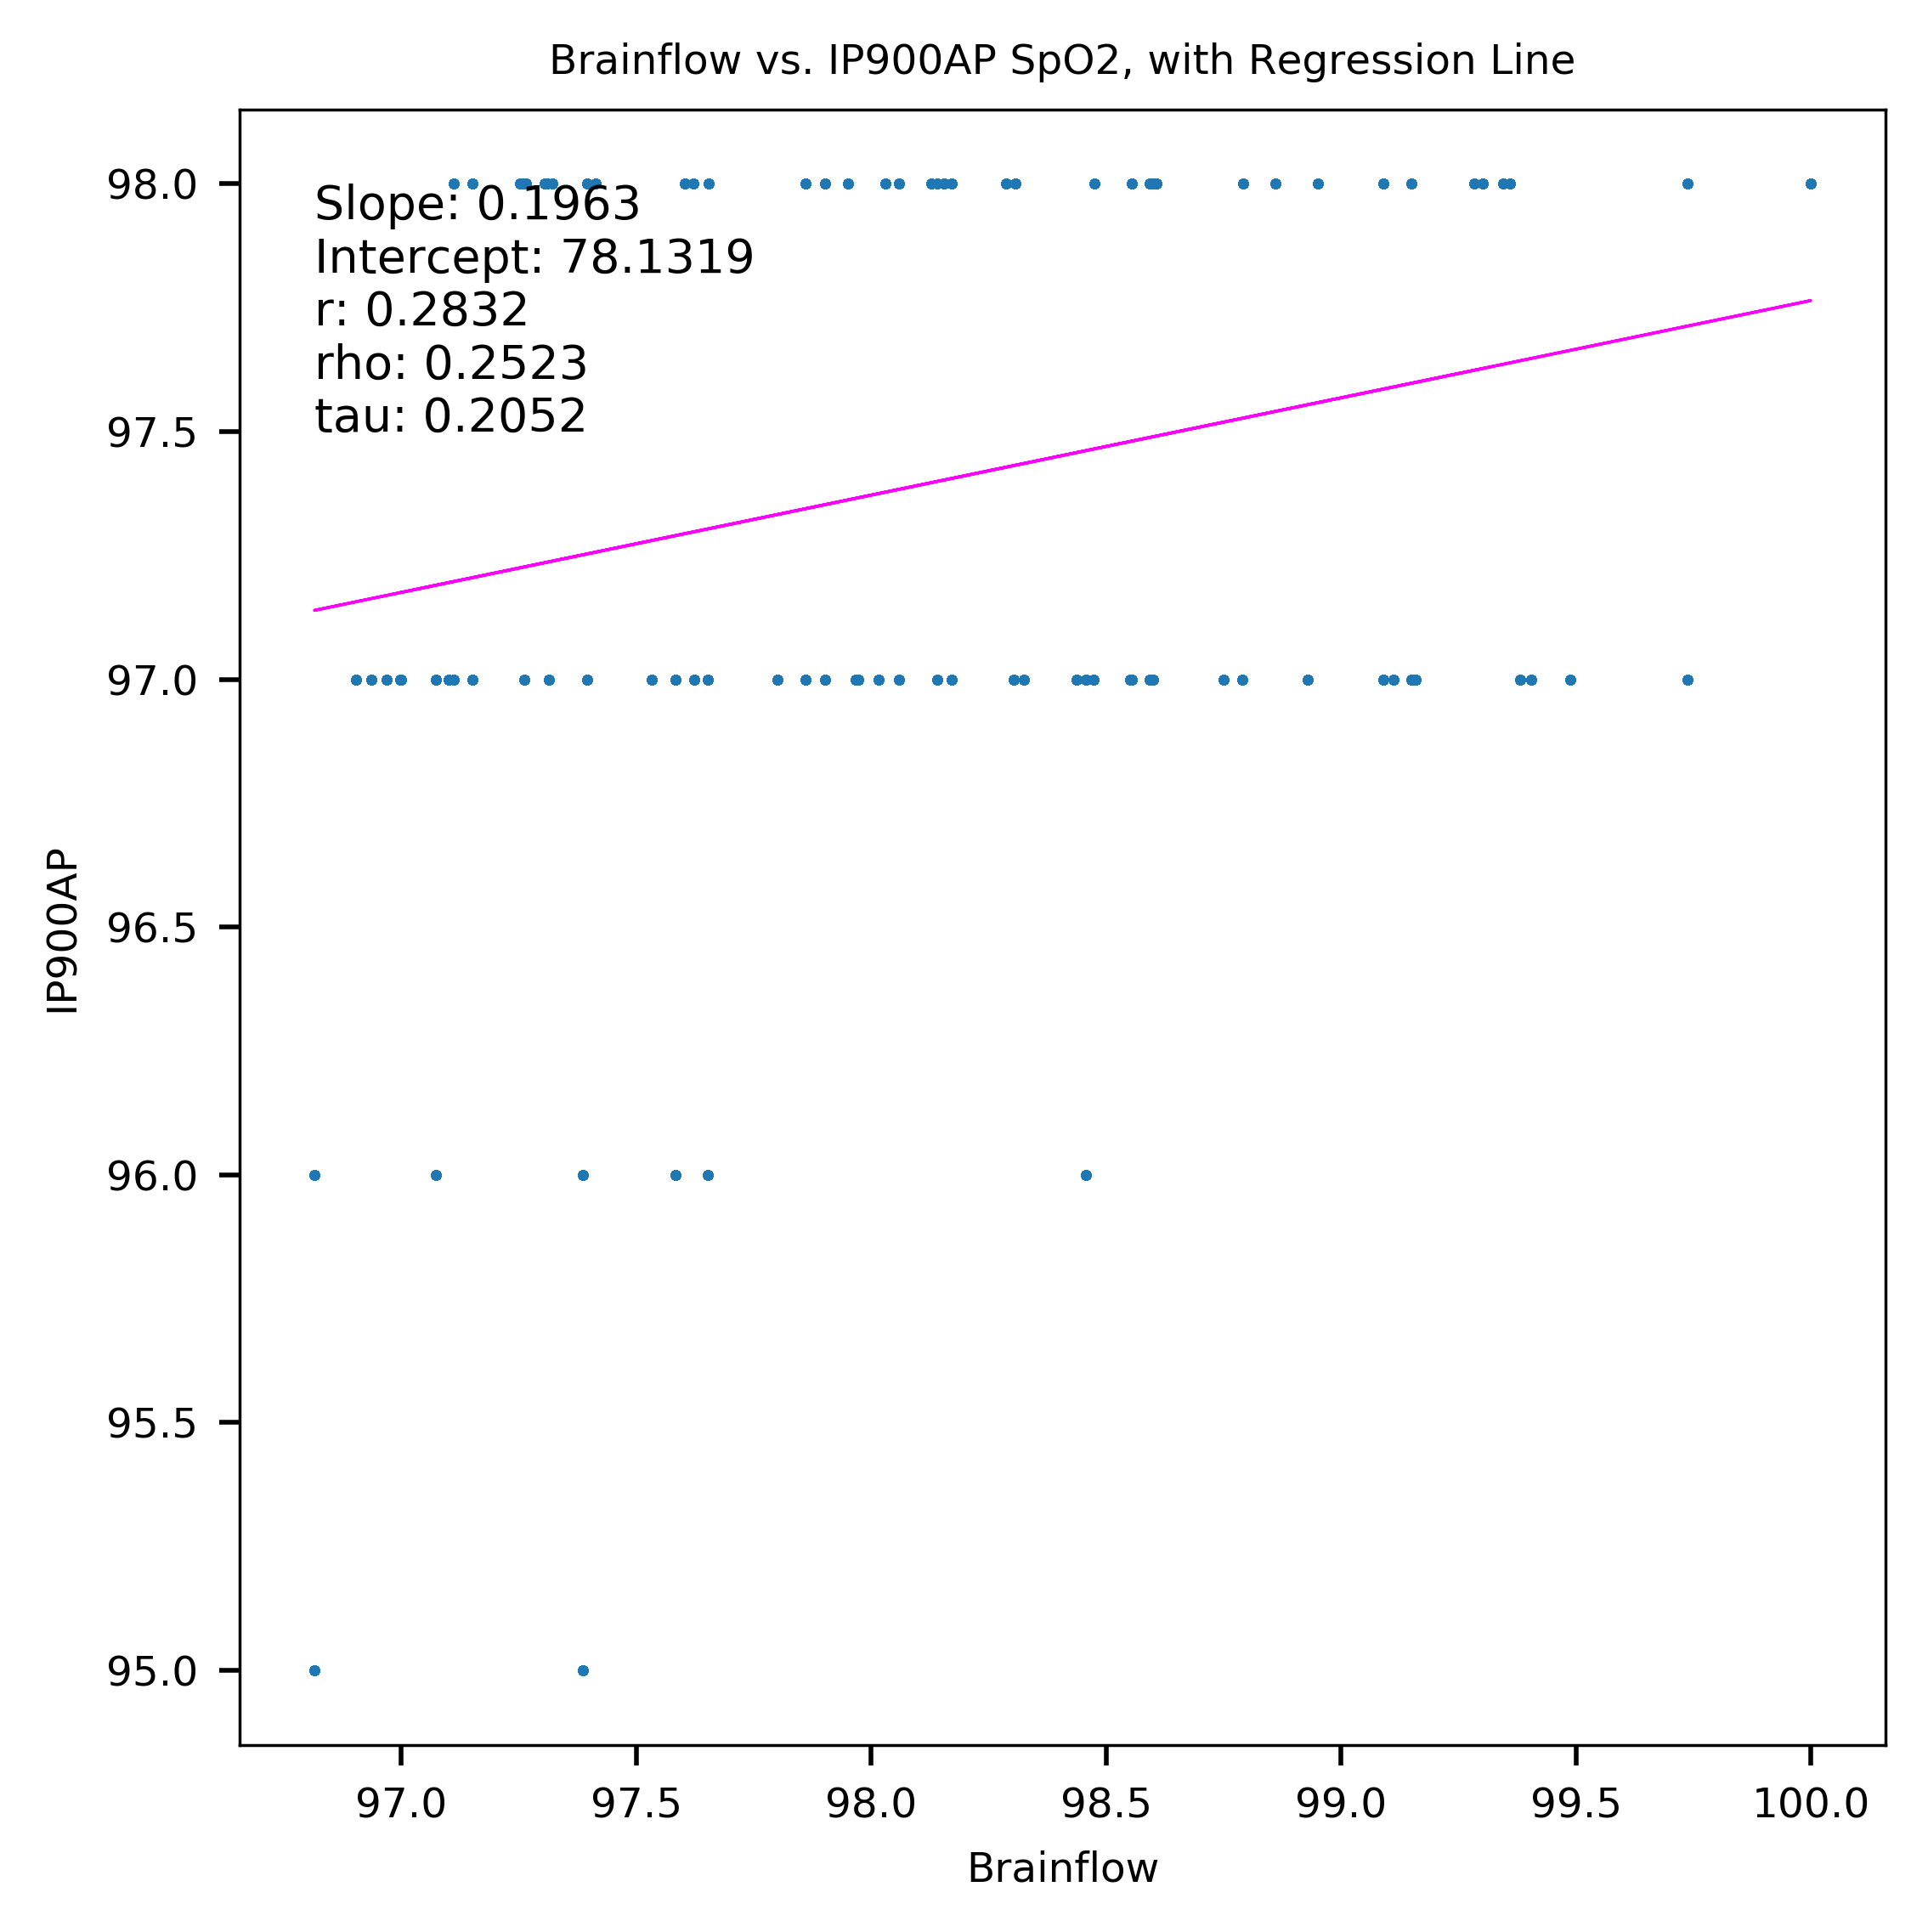 Brainflow vs. IP900AP SpO2, with Regression Line
98.0
97.5
97.0
96.5
96.0
95.5
95.0
IP900AP
Slope: 0.1963
Intercept: 78.1319
r: 0.2832
rho: 0.2523
tau: 0.2052
97.0 97.5 98.0 98.5 99.0 99.5 100.0
Brainflow